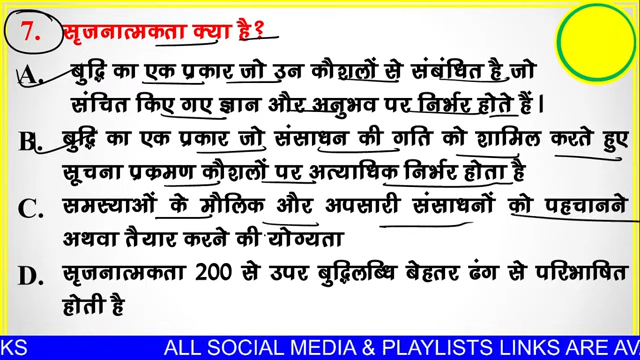 7. सृजनात्मकता क्या है?
A. बुद्धि का एक प्रकार जो उन कौशलों से संबंधित है जो
संचित किए गए ज्ञान और अनुभव पर निर्भर होते हैं।
B. बुद्धि का एक प्रकार जो संसाधन की गति को शामिल करते हुए
सूचना प्रक्रमण कौशलों पर अत्याधिक निर्भर होता है
C. समस्याओं के मौलिक और अपसारी संसाधनों को पहचानने
अथवा तैयार करने की योग्यता
D. सृजनात्मकता 200 से उपर बुद्धिलब्धि बेहतर ढंग से परिभाषित
होती है
KS ALL SOCIAL MEDIA & PLAYLISTS LINKS ARE AV